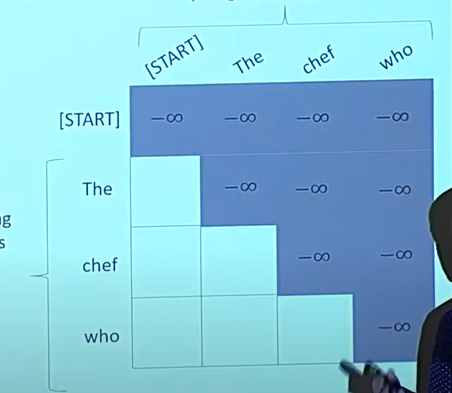 [START] The chef who
[START] −∞ −∞ −∞ −∞
The −∞ −∞ −∞
chef −∞ −∞
who −∞